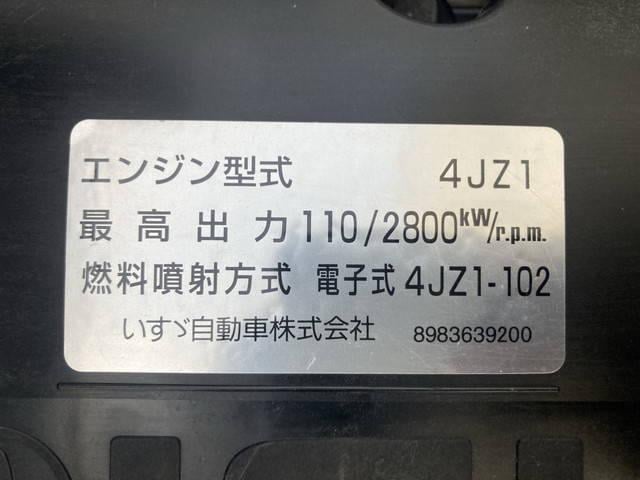 エンジン型式 4JZ1
最高出力 110/2800kW/r.p.m.
燃料噴射方式 電子式 4JZ1-102
いすゞ自動車株式会社 8983639200